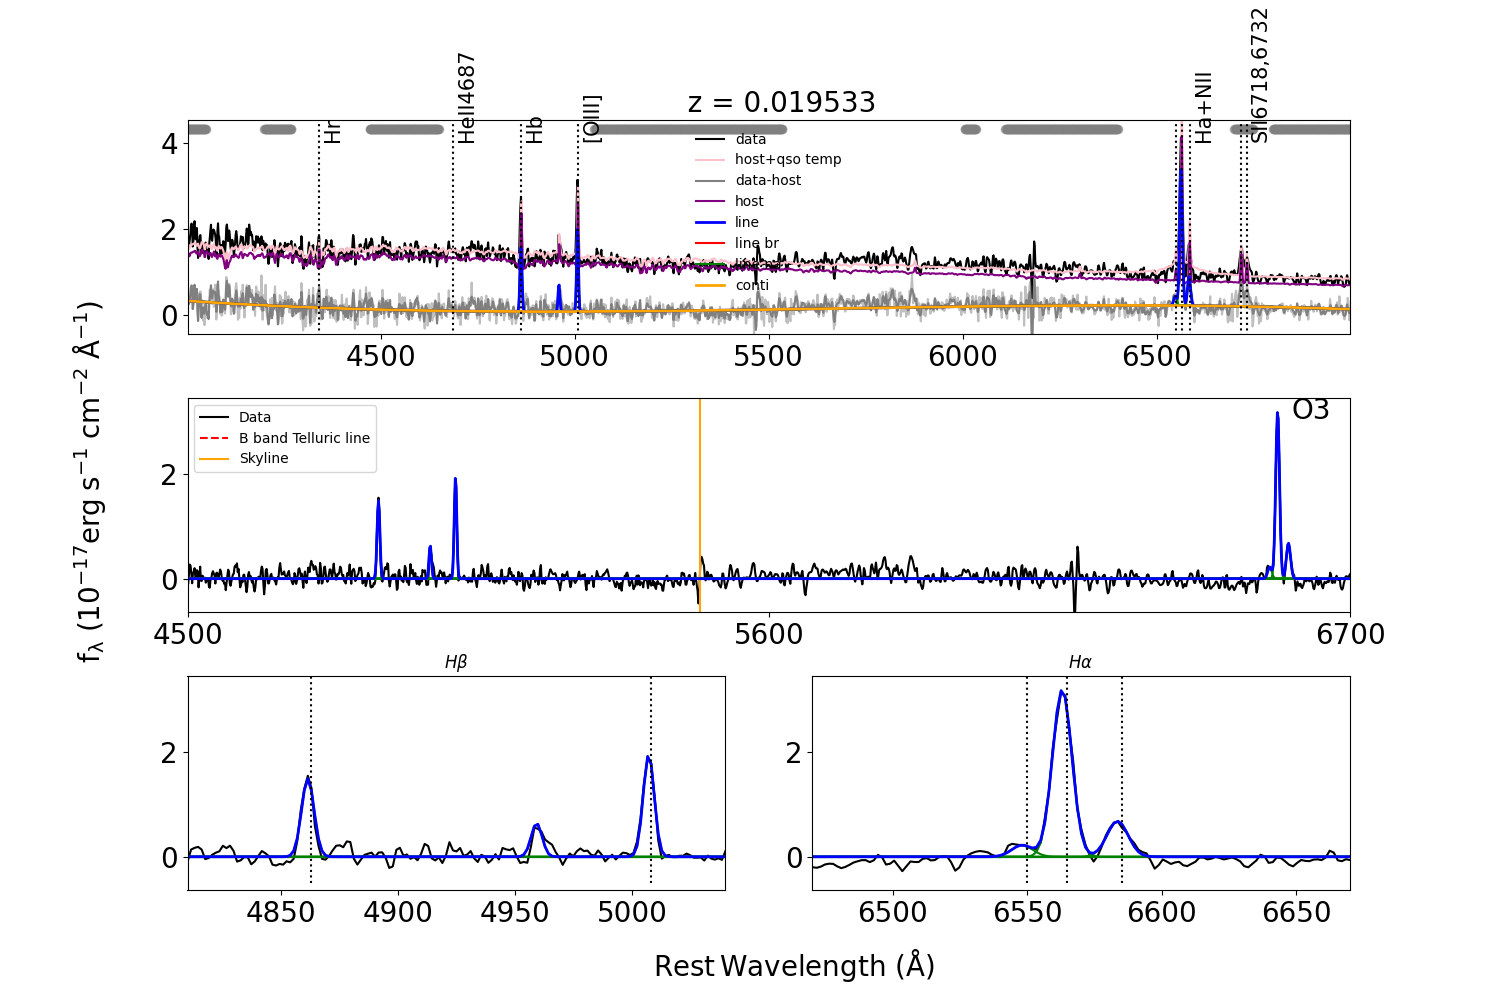 z = 0.019533
Hr
HeII4687
Hb
[OIII]
Ha+NII
SII6718,6732
data
host+qso temp
data-host
host
line
line br
conti
4
2
0
4500
5000
5500
6000
6500
O3
Data
B band Telluric line
Skyline
2
0
4500
5600
6700
fλ (10⁻¹⁷erg s⁻¹ cm⁻² Å⁻¹)
Hβ
2
0
4850
4900
4950
5000
Hα
2
0
6500
6550
6600
6650
Rest Wavelength (Å)